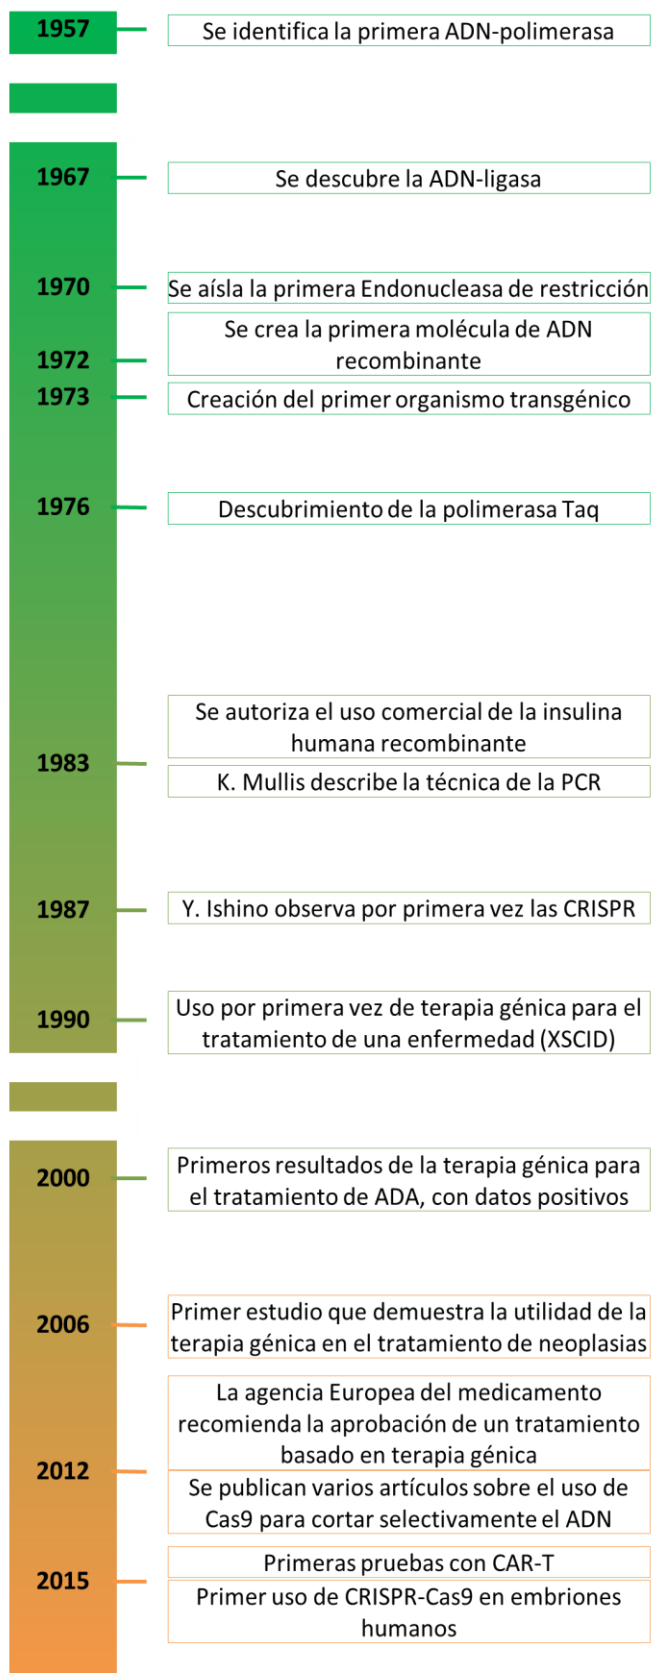 1957
Se identifica la primera ADN-polimerasa
1967
Se descubre la ADN-ligasa
1970
Se aísla la primera Endonucleasa de restricción
1972
Se crea la primera molécula de ADN
recombinante
1973
Creación del primer organismo transgénico
1976
Descubrimiento de la polimerasa Taq
1983
Se autoriza el uso comercial de la insulina
humana recombinante
K. Mullis describe la técnica de la PCR
1987
Y. Ishino observa por primera vez las CRISPR
1990
Uso por primera vez de terapia génica para el
tratamiento de una enfermedad (XSCID)
2000
Primeros resultados de la terapia génica para
el tratamiento de ADA, con datos positivos
2006
Primer estudio que demuestra la utilidad de la
terapia génica en el tratamiento de neoplasias
2012
La agencia Europea del medicamento
recomienda la aprobación de un tratamiento
basado en terapia génica
Se publican varios artículos sobre el uso de
Cas9 para cortar selectivamente el ADN
2015
Primeras pruebas con CAR-T
Primer uso de CRISPR-Cas9 en embriones
humanos